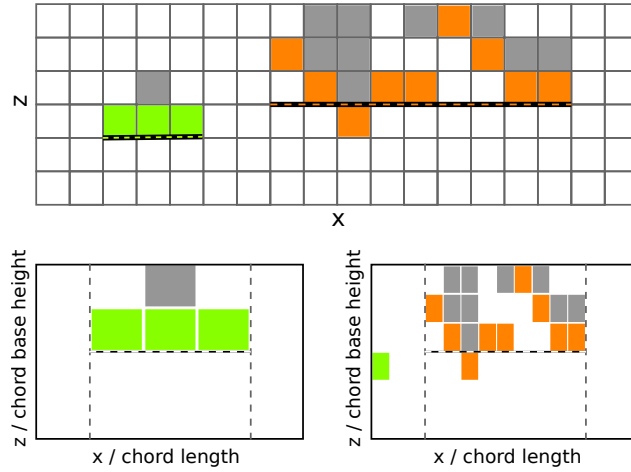 z
x
z / chord base height
x / chord length
z / chord base height
x / chord length